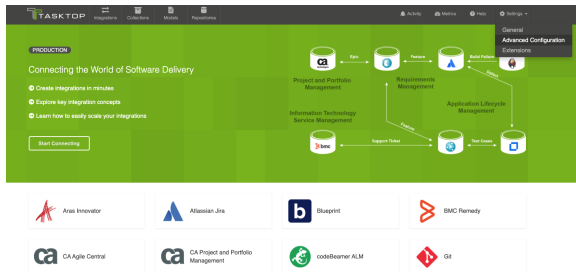 TASKTOP
Integrations
Collections
Models
Repositories
Activity
Metrics
Help
Settings
General
Advanced Configuration
Extensions
PRODUCTION
Connecting the World of Software Delivery
Create integrations in minutes
Explore key integration concepts
Learn how to easily scale your integrations
Start Connecting
ca
Epic
Feature
Build Failure
Defect
Project and Portfolio
Management
Requirements
Management
Application Lifecycle
Management
Information Technology
Service Management
Feature
bmc
Support Ticket
Test Cases
Aras Innovator
Atlassian Jira
b
Blueprint
BMC Remedy
ca
CA Agile Central
ca
CA Project and Portfolio
Management
codeBeamer ALM
Git